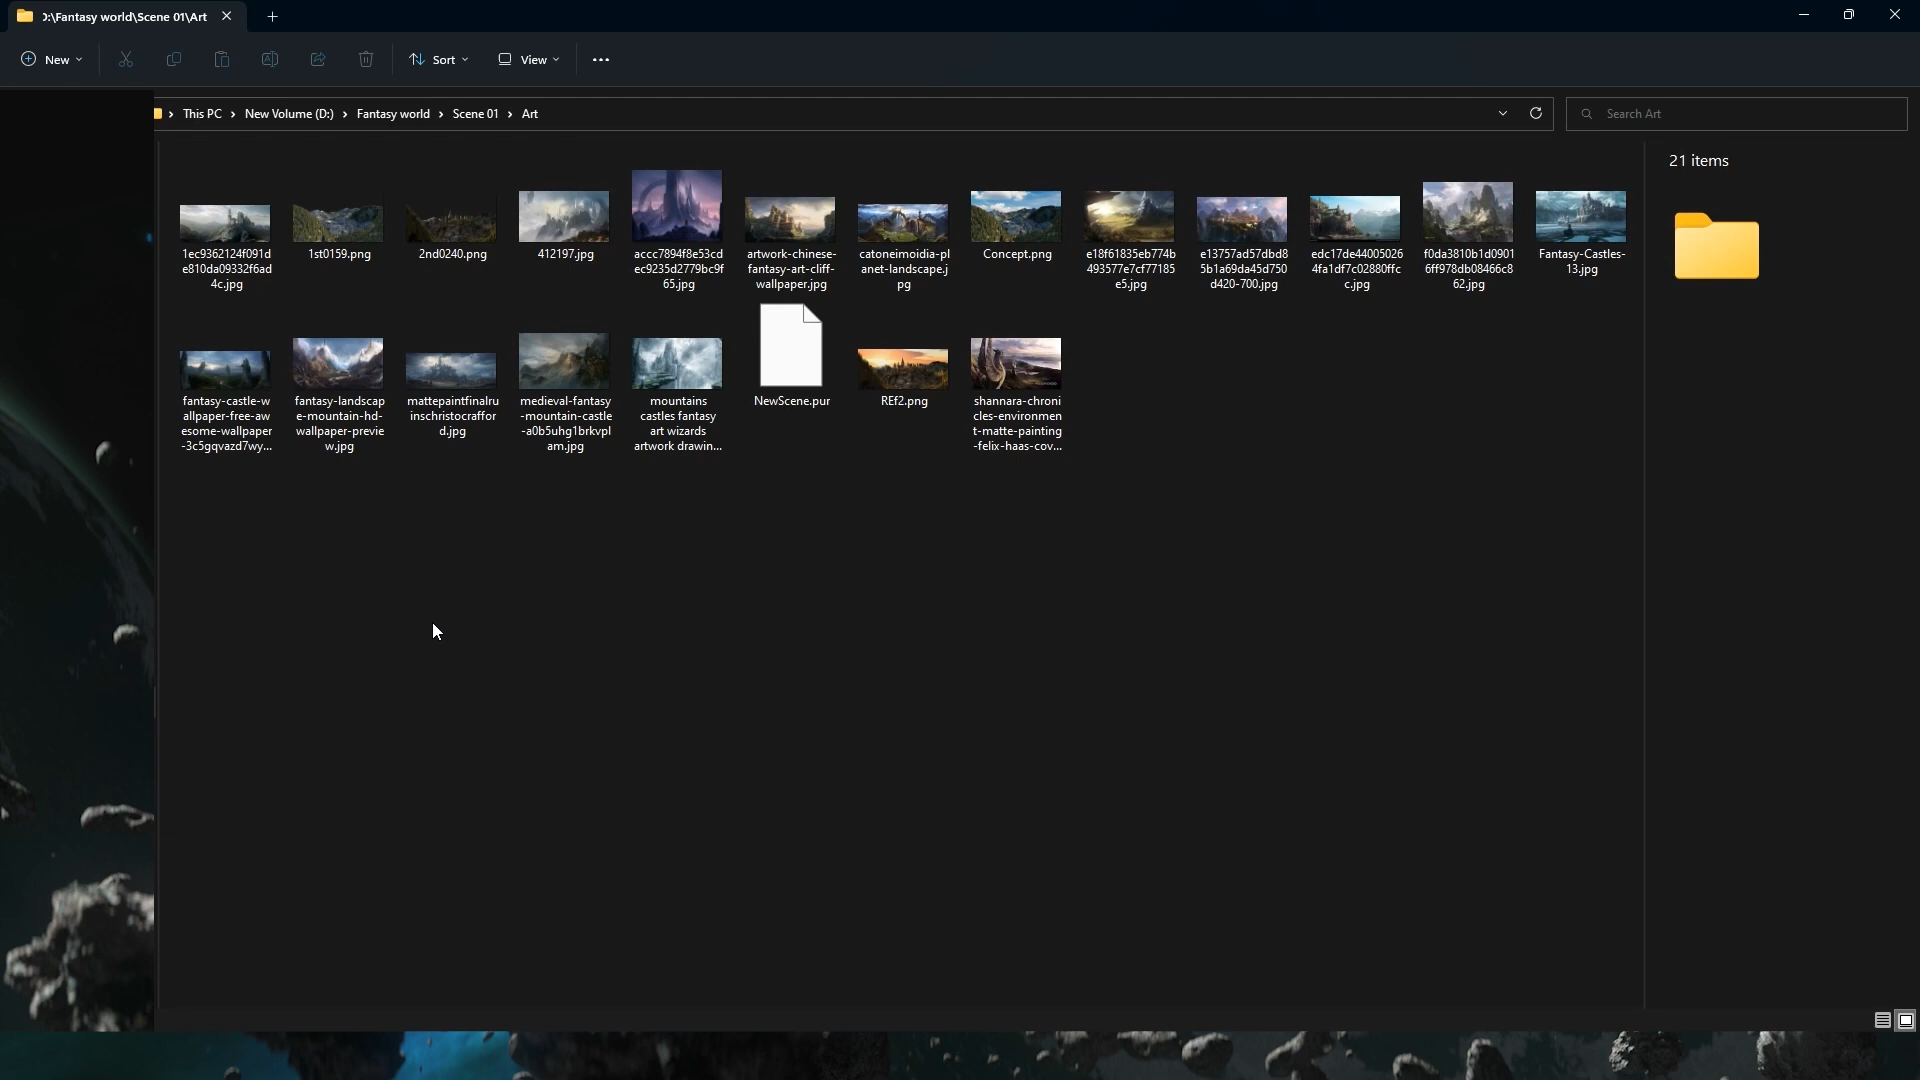 D:\Fantasy world\Scene 01\Art
New
Sort
View
This PC
New Volume (D:)
Fantasy world
Scene 01
Art
Search Art
21 items
1ec9362124f091d
e810da09332f6ad
4c.jpg
1st0159.png
2nd0240.png
412197.jpg
accc7894f8e53cd
ec9235d2779bc9f
65.jpg
artwork-chinese-
fantasy-art-cliff-
wallpaper.jpg
catoneimoidia-pl
anet-landscape.j
pg
Concept.png
e18f61835eb774b
493577e7cf77185
e5.jpg
e13757ad57dbd8
5b1a69da45d750
d420-700.jpg
edc17de44005026
4fa1df7c02880ffc
c.jpg
f0da3810b1d0901
6ff978db08466c8
62.jpg
Fantasy-Castles-
13.jpg
fantasy-castle-w
allpaper-free-aw
esome-wallpaper
-3c5gqvazd7wy...
fantasy-landscap
e-mountain-hd-
wallpaper-previe
w.jpg
mattepaintfinalru
inschristocraffor
d.jpg
medieval-fantasy
-mountain-castle
-a0b5uhg1brkvpl
am.jpg
mountains
castles fantasy
art wizards
artwork drawin...
NewScene.pur
REf2.png
shannara-chroni
cles-environmen
t-matte-painting
-felix-haas-cov...